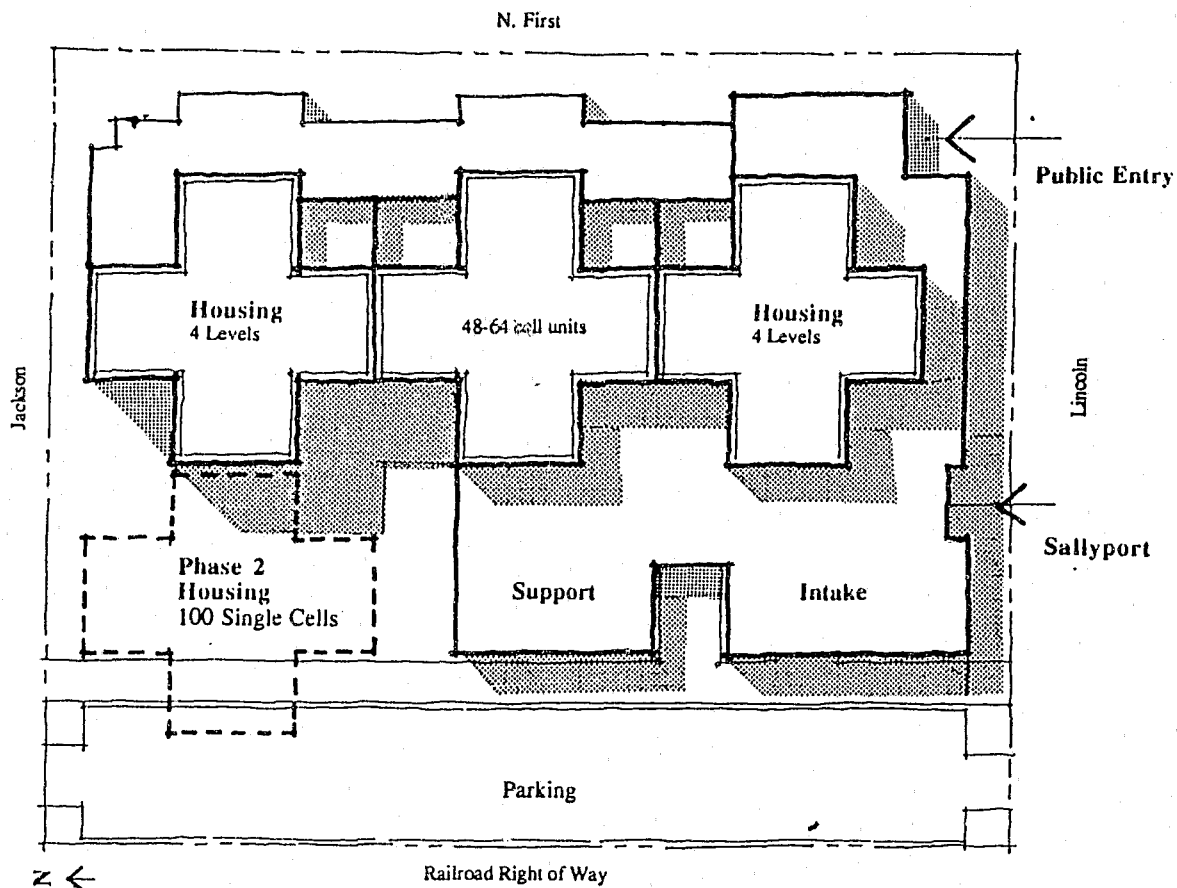 N. First
Public Entry
Housing
4 Levels
48-64 cell units
Housing
4 Levels
Jackson
Lincoln
Sallyport
Phase 2
Housing
100 Single Cells
Support
Intake
Parking
Railroad Right of Way
N